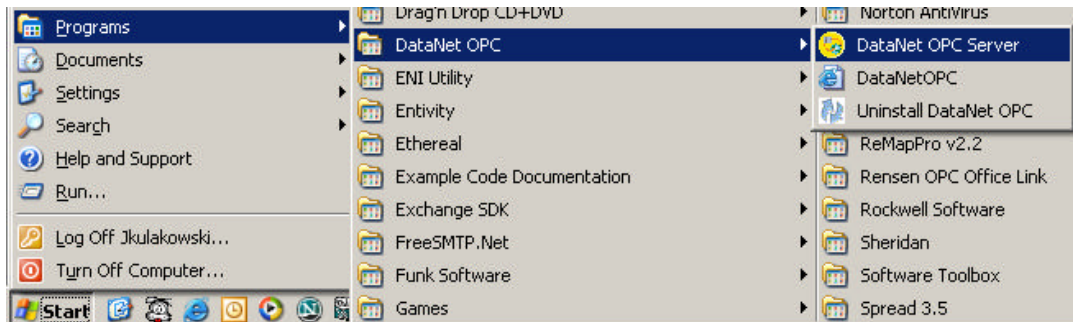 Programs
Documents
Settings
Search
Help and Support
Run...
Log Off Jkulakowski...
Turn Off Computer...
Start
Drag'n Drop CD+DVD
DataNet OPC
ENI Utility
Entivity
Ethereal
Example Code Documentation
Exchange SDK
FreeSMTP.Net
Funk Software
Games
Norton AntiVirus
DataNet OPC Server
DataNetOPC
Uninstall DataNet OPC
ReMapPro v2.2
Rensen OPC Office Link
Rockwell Software
Sheridan
Software Toolbox
Spread 3.5